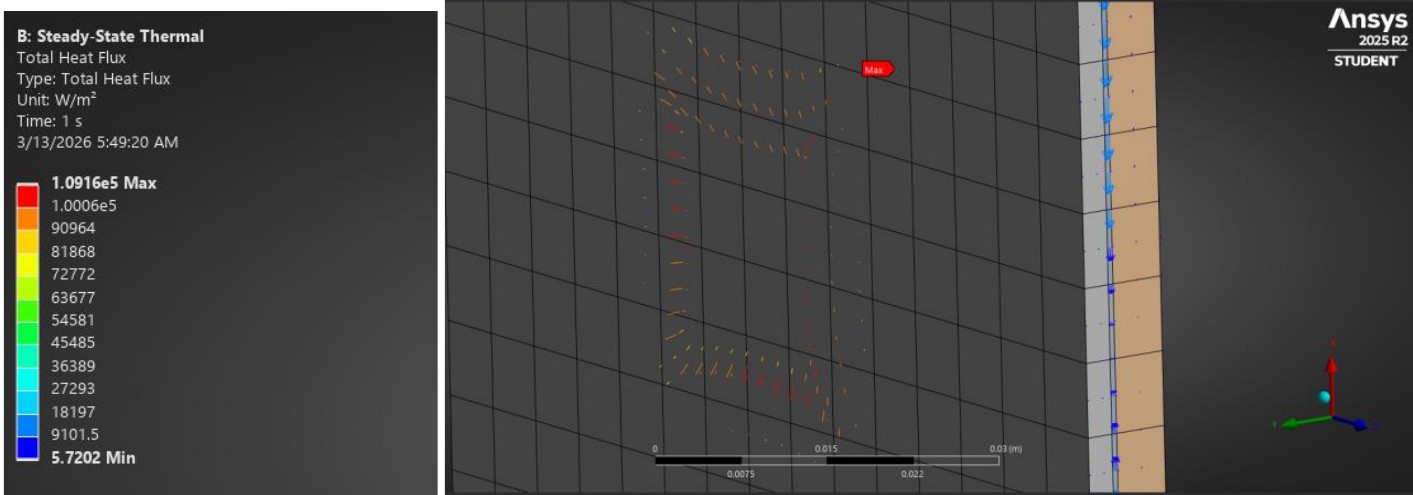 B: Steady-State Thermal
Total Heat Flux
Type: Total Heat Flux
Unit: W/m²
Time: 1 s
3/13/2026 5:49:20 AM
1.0916e5 Max
1.0006e5
90964
81868
72772
63677
54581
45485
36389
27293
18197
9101.5
5.7202 Min
Max
Ansys
2025 R2
STUDENT
0
0.015
0.03 (m)
0.0075
0.022
X
Y